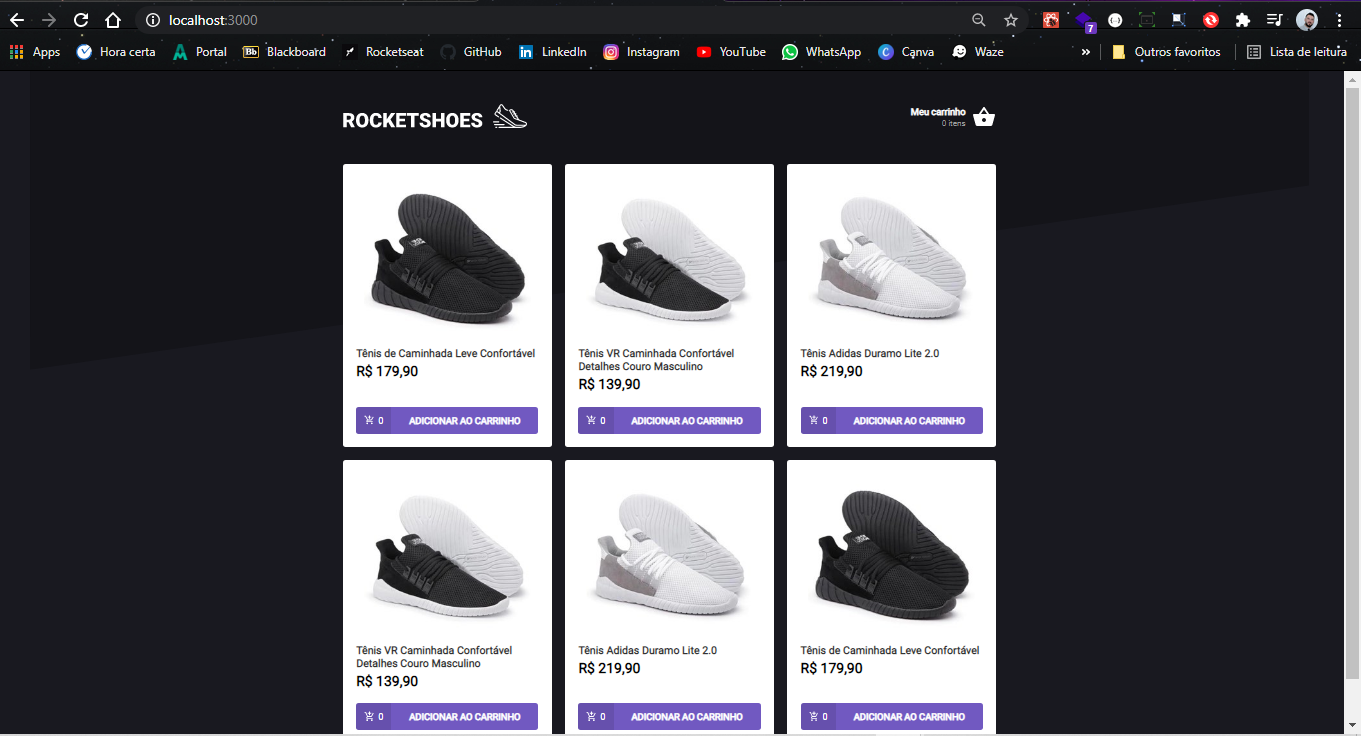 localhost:3000
7
Apps
Hora certa
Portal
Bb
Blackboard
Rocketseat
GitHub
in
LinkedIn
Instagram
YouTube
WhatsApp
C
Canva
Waze
»
Outros favoritos
Lista de leitura
ROCKETSHOES
Meu carrinho
0 itens
Tênis de Caminhada Leve Confortável
R$ 179,90
0 ADICIONAR AO CARRINHO
Tênis VR Caminhada Confortável
Detalhes Couro Masculino
R$ 139,90
0 ADICIONAR AO CARRINHO
Tênis Adidas Duramo Lite 2.0
R$ 219,90
0 ADICIONAR AO CARRINHO
Tênis VR Caminhada Confortável
Detalhes Couro Masculino
R$ 139,90
0 ADICIONAR AO CARRINHO
Tênis Adidas Duramo Lite 2.0
R$ 219,90
0 ADICIONAR AO CARRINHO
Tênis de Caminhada Leve Confortável
R$ 179,90
0 ADICIONAR AO CARRINHO